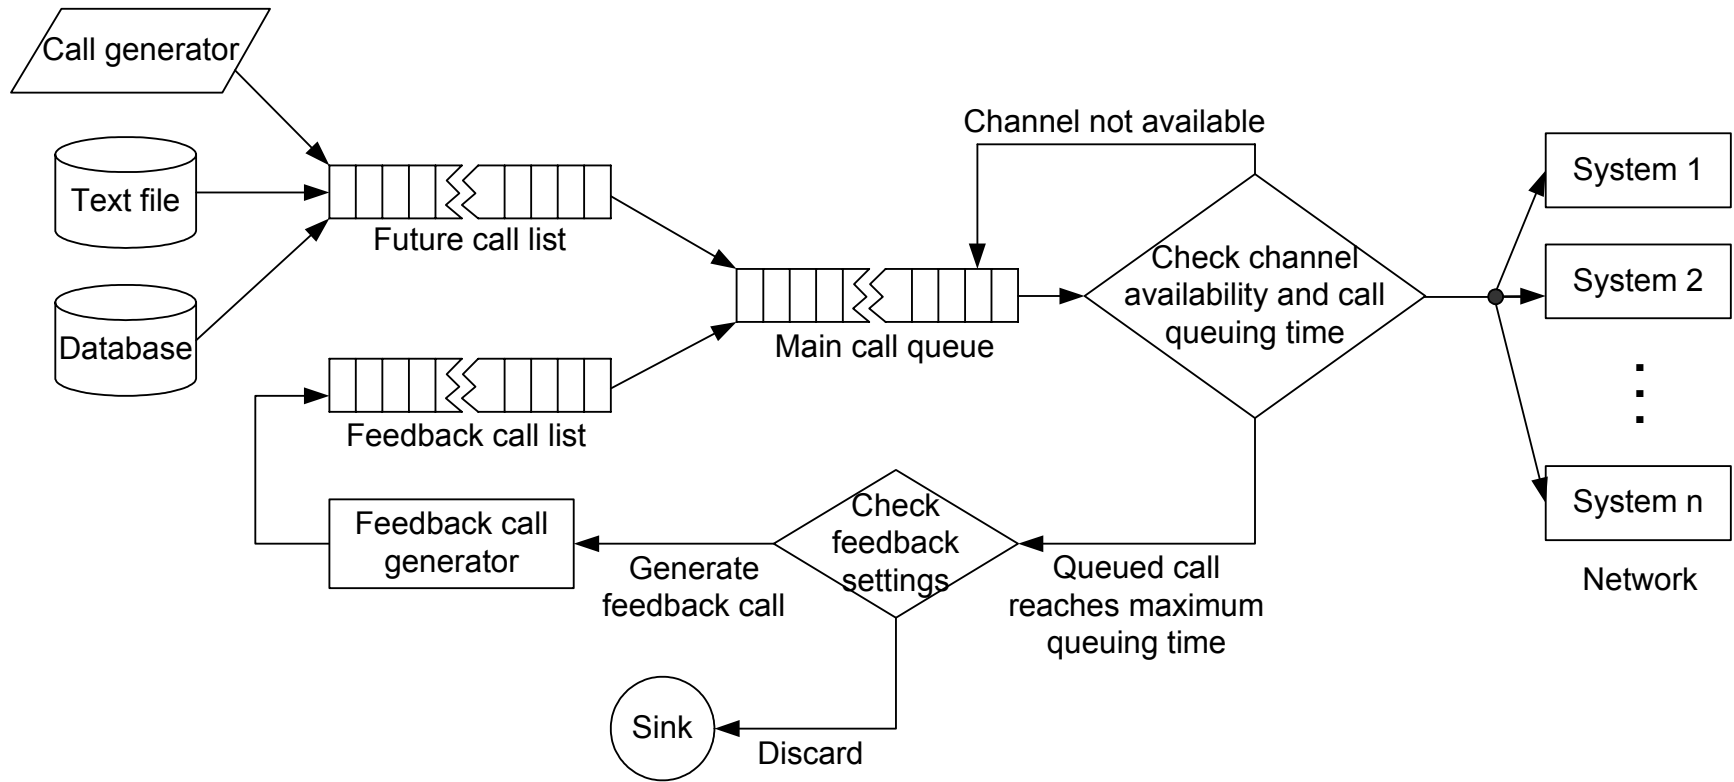 Call generator
Text file
Database
Future call list
Feedback call list
Main call queue
Channel not available
Check channel
availability and call
queuing time
System 1
System 2
System n
Network
Feedback call
generator
Generate
feedback call
Check
feedback
settings
Queued call
reaches maximum
queuing time
Sink
Discard